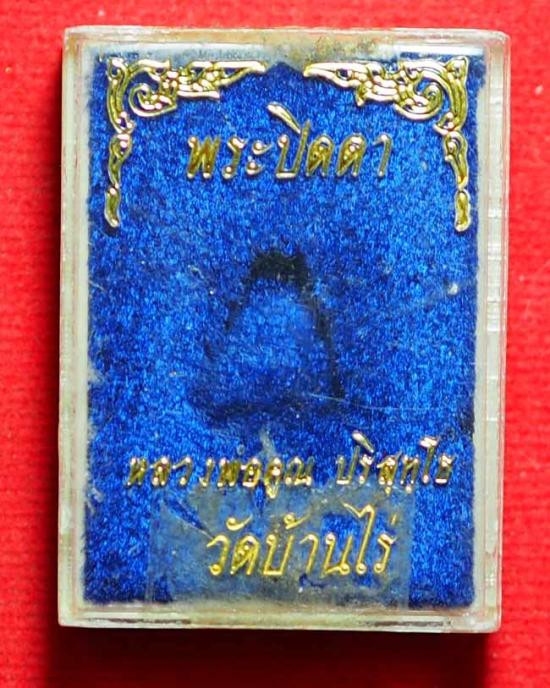 พระปิดตา
หลวงพ่อคูณ ปริสุทฺโธ
วัดบ้านไร่